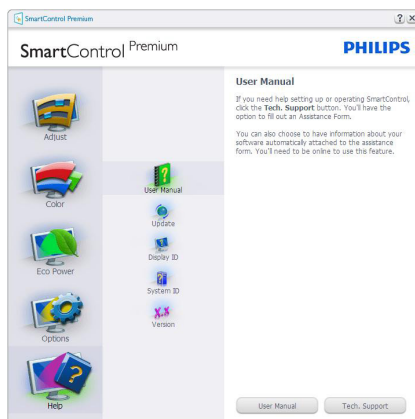 SmartControl Premium
? X
SmartControl Premium
PHILIPS
Adjust
Color
Eco Power
Options
Help
User Manual
Update
Display ID
System ID
X.X
Version
User Manual
If you need help setting up or operating SmartControl,
click the Tech. Support button. You'll have the
option to fill out an Assistance Form.
You can also choose to have information about your
software automatically attached to the assistance
form. You'll need to be online to use this feature.
User Manual
Tech. Support